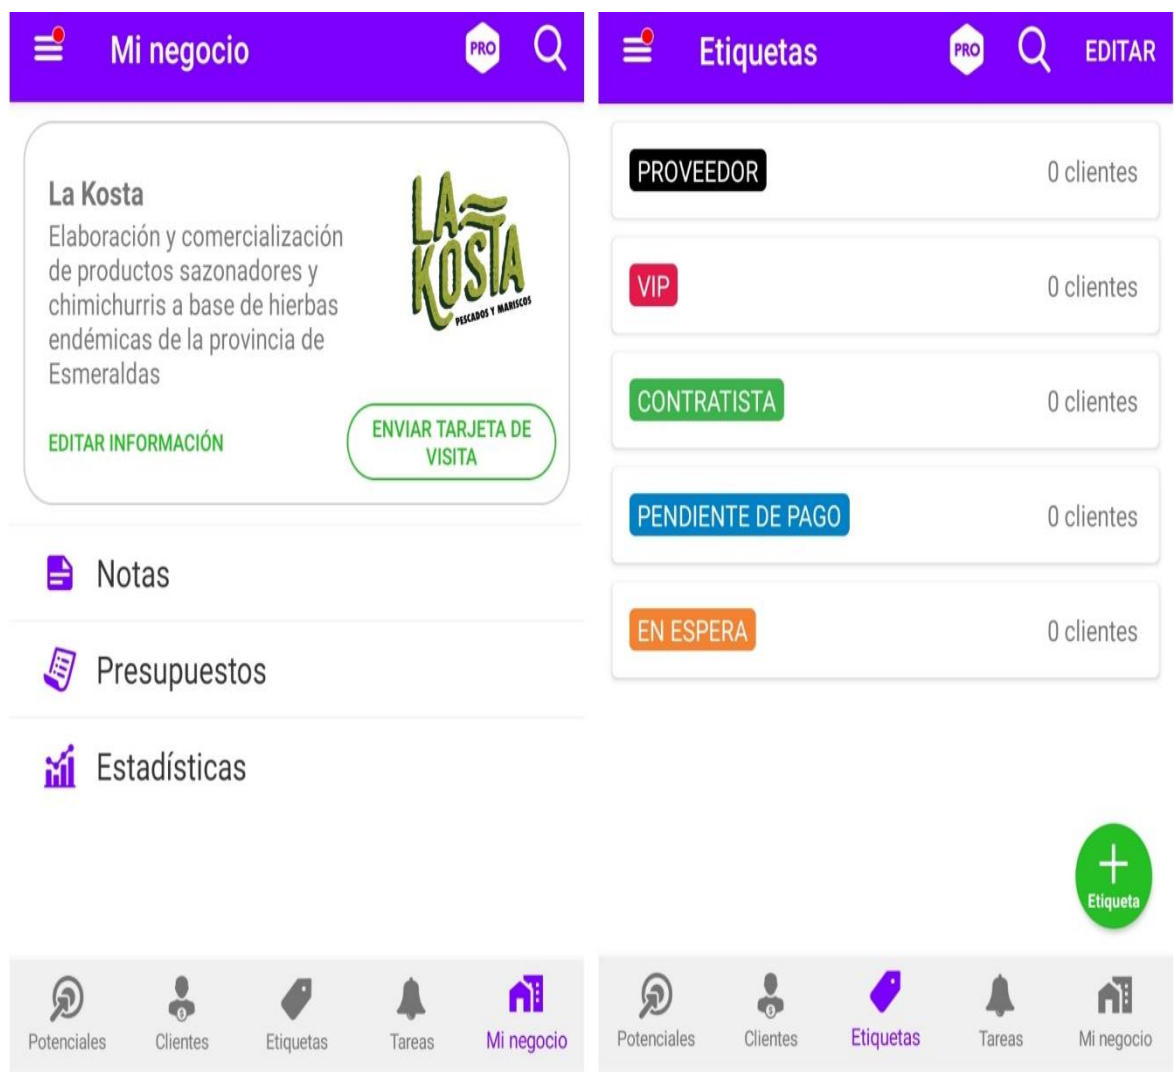 Mi negocio
PRO
La Kosta
Elaboración y comercialización
de productos sazonadores y
chimichurris a base de hierbas
endémicas de la provincia de
Esmeraldas
LA
KOSTA
PESCADOS Y MARISCOS
EDITAR INFORMACIÓN
ENVIAR TARJETA DE
VISITA
Notas
Presupuestos
Estadísticas
Potenciales
Clientes
Etiquetas
Tareas
Mi negocio
Etiquetas
PRO
EDITAR
PROVEEDOR
0 clientes
VIP
0 clientes
CONTRATISTA
0 clientes
PENDIENTE DE PAGO
0 clientes
EN ESPERA
0 clientes
Etiqueta
Potenciales
Clientes
Etiquetas
Tareas
Mi negocio